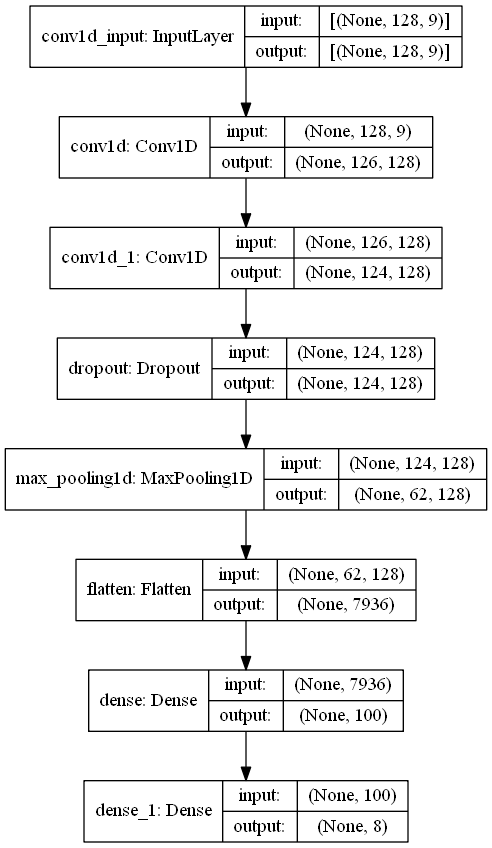 conv1d_input: InputLayer
input: [(None, 128, 9)]
output: [(None, 128, 9)]
conv1d: Conv1D
input: (None, 128, 9)
output: (None, 126, 128)
conv1d_1: Conv1D
input: (None, 126, 128)
output: (None, 124, 128)
dropout: Dropout
input: (None, 124, 128)
output: (None, 124, 128)
max_pooling1d: MaxPooling1D
input: (None, 124, 128)
output: (None, 62, 128)
flatten: Flatten
input: (None, 62, 128)
output: (None, 7936)
dense: Dense
input: (None, 7936)
output: (None, 100)
dense_1: Dense
input: (None, 100)
output: (None, 8)